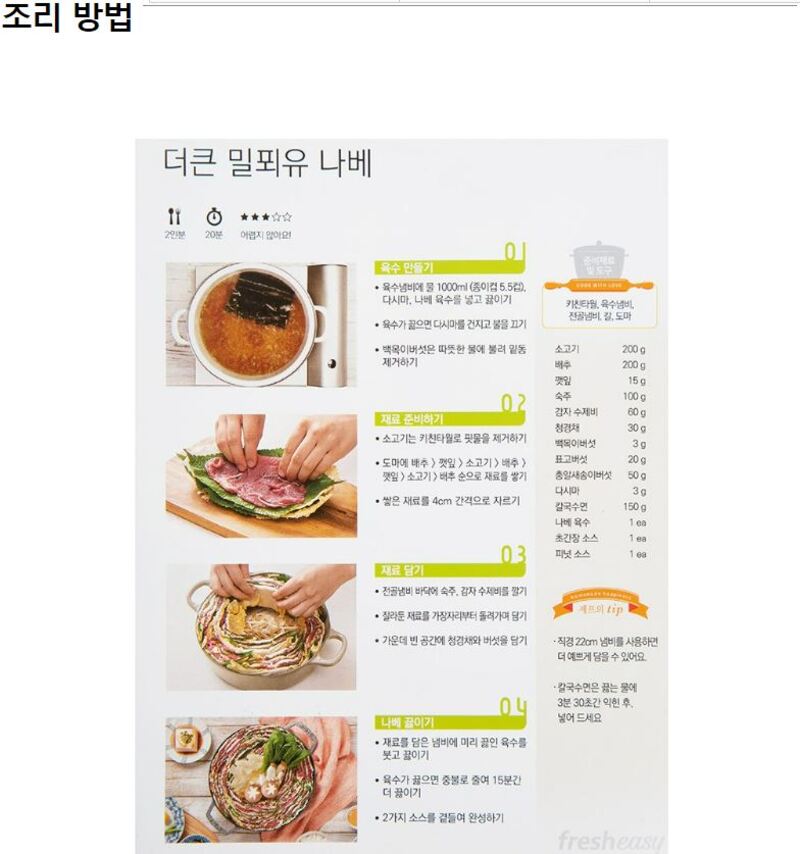 조리 방법
더큰 밀푀유 나베
2인분
20분
어렵지 않아요!
01
육수 만들기
• 육수냄비에 물 1000ml (종이컵 5.5컵),
다시마, 나베 육수를 넣고 끓이기
• 육수가 끓으면 다시마를 건지고 불을 끄기
• 백목이버섯은 따뜻한 물에 불려 밑동
제거하기
02
재료 준비하기
• 소고기는 키친타월로 핏물을 제거하기
• 도마에 배추 > 깻잎 > 소고기 > 배추 >
깻잎 > 소고기 > 배추 순으로 재료를 쌓기
• 쌓은 재료를 4cm 간격으로 자르기
03
재료 담기
• 전골냄비 바닥에 숙주, 감자 수제비를 깔기
• 잘라둔 재료를 가장자리부터 돌려가며 담기
• 가운데 빈 공간에 청경채와 버섯을 담기
04
나베 끓이기
• 재료를 담은 냄비에 미리 끓인 육수를
붓고 끓이기
• 육수가 끓으면 중불로 줄여 15분간
더 끓이기
• 2가지 소스를 곁들여 완성하기
준비재료
및 도구
COOK WITH LOVE
키친타월, 육수냄비,
전골냄비, 칼, 도마
소고기 200 g
배추 200 g
깻잎 15 g
숙주 100 g
감자 수제비 60 g
청경채 30 g
백목이버섯 3 g
표고버섯 20 g
총알새송이버섯 50 g
다시마 3 g
칼국수면 150 g
나베 육수 1 ea
초간장 소스 1 ea
피넛 소스 1 ea
셰프의 tip
· 직경 22cm 냄비를 사용하면
더 예쁘게 담을 수 있어요.
· 칼국수면은 끓는 물에
3분 30초간 익힌 후,
넣어 드세요
fresheasy